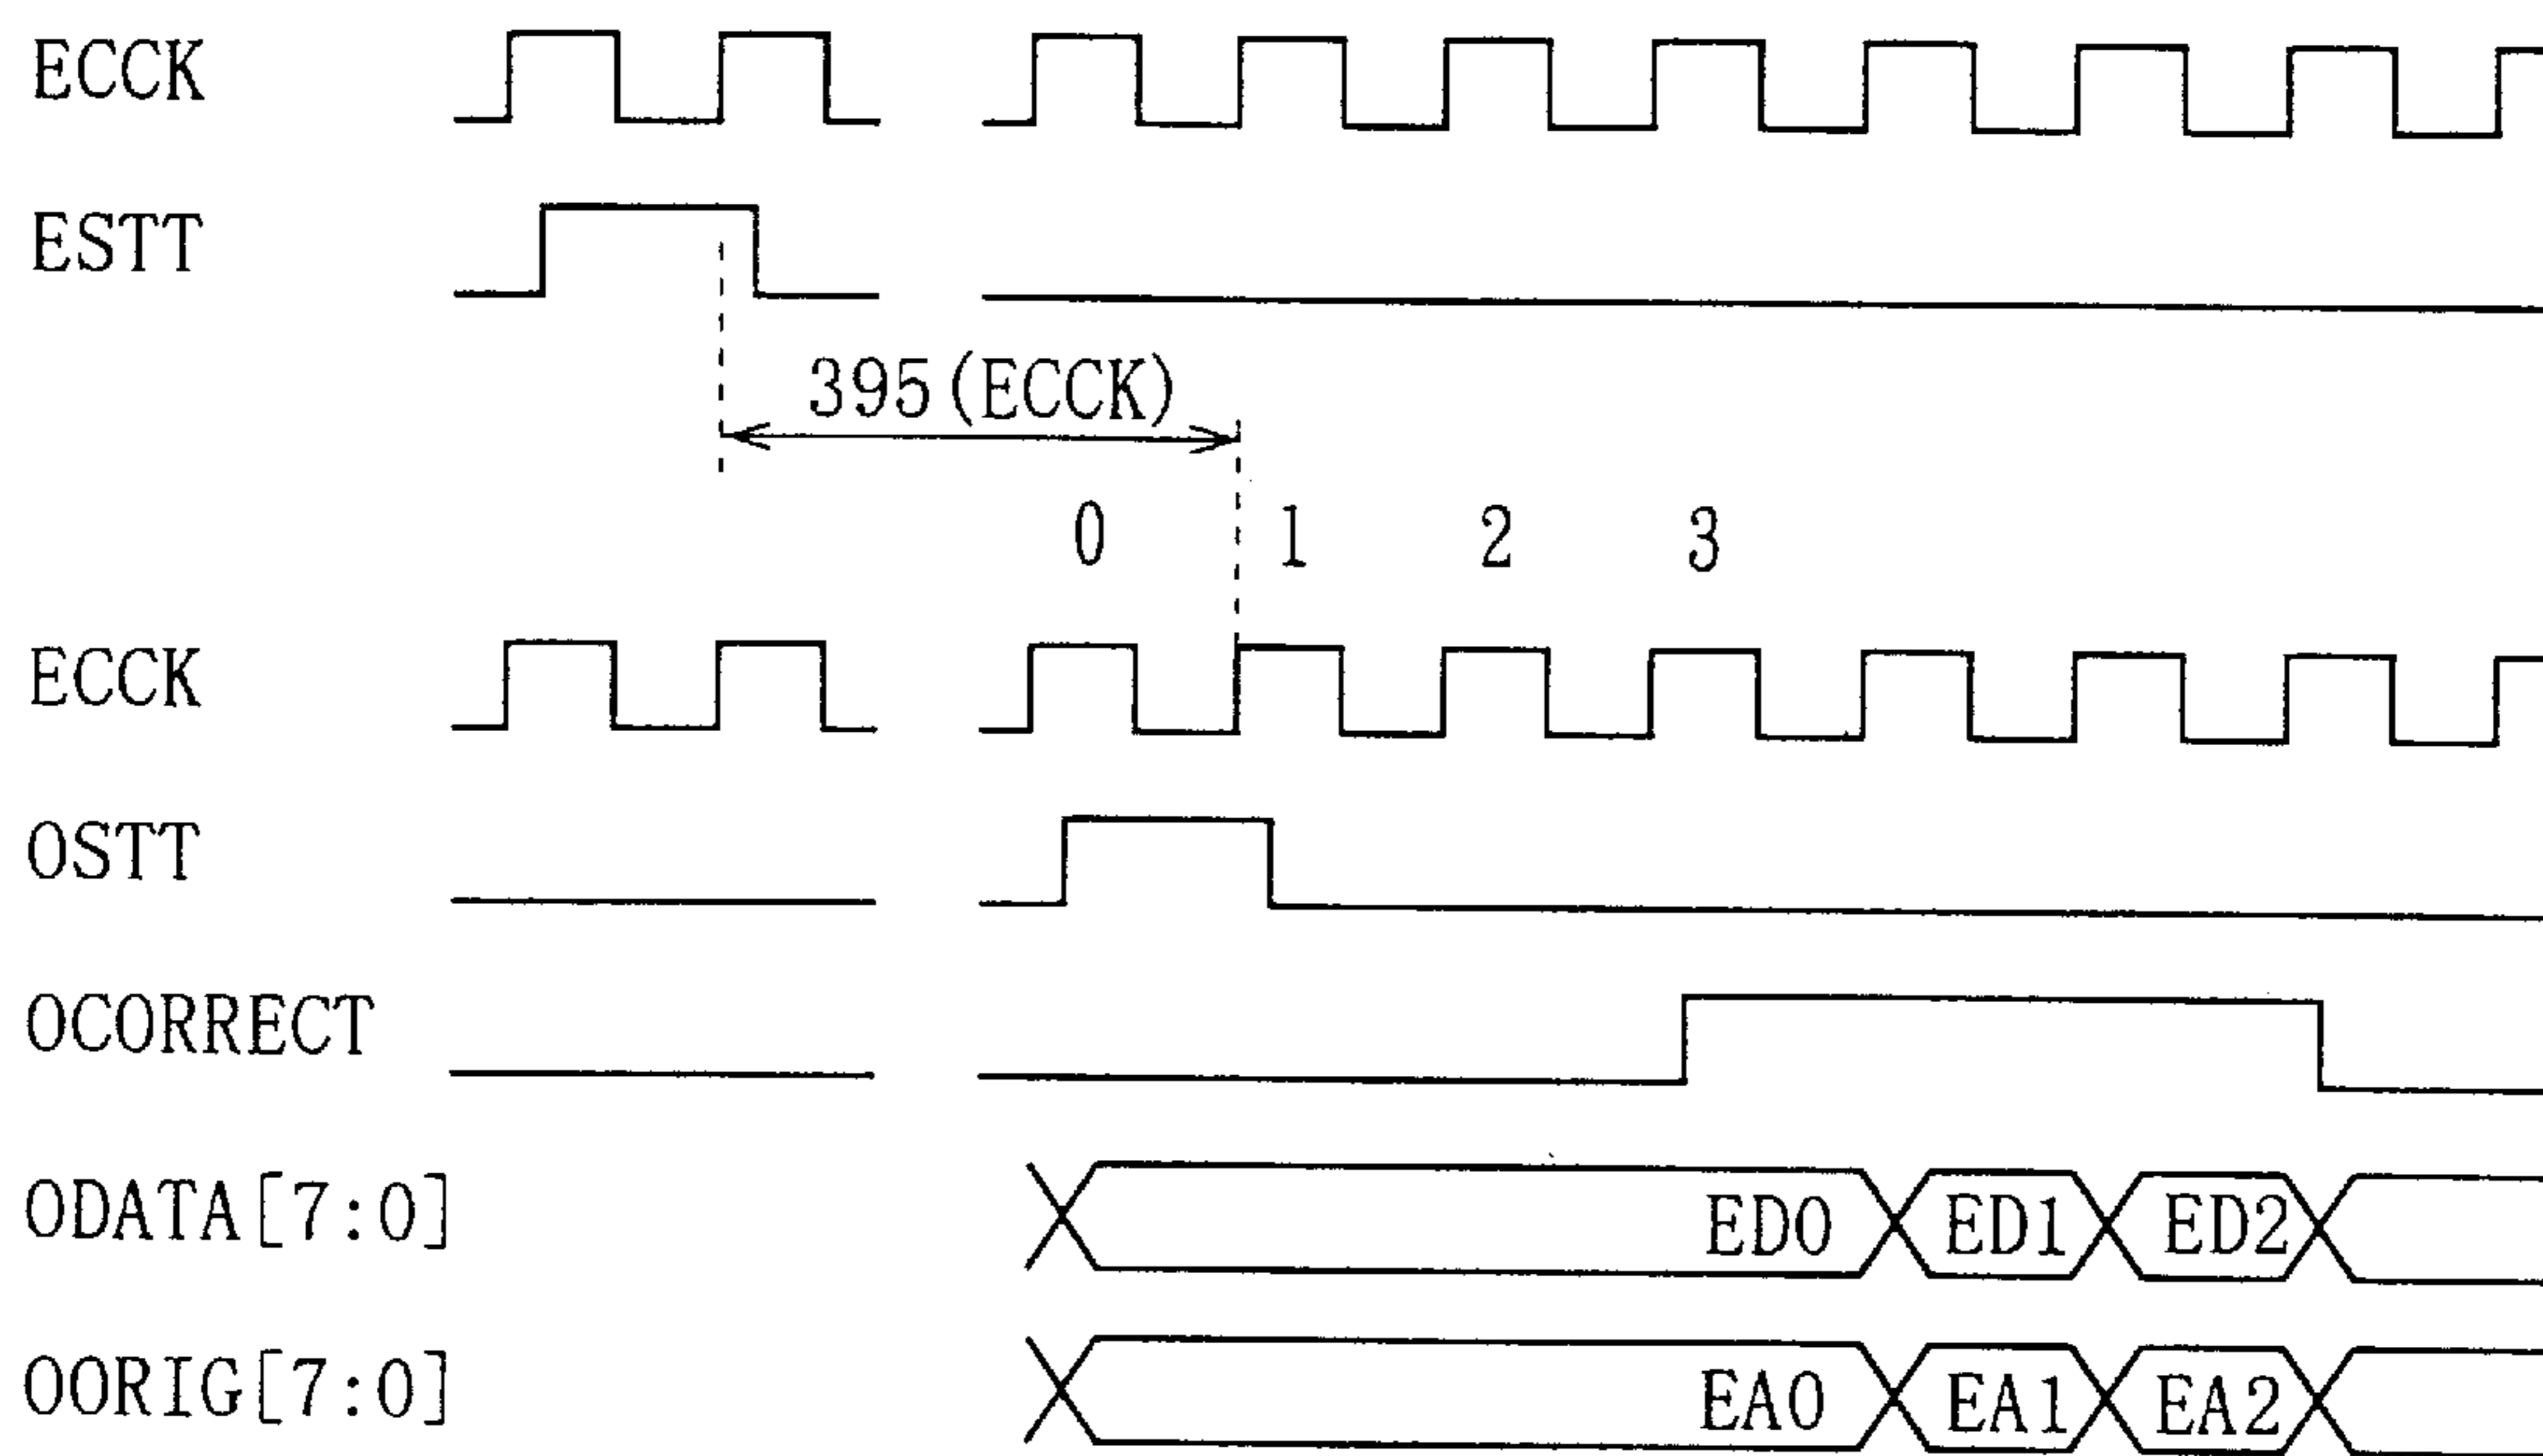 ECCK
ESTT
395(ECCK)
0 1 2 3
ECCK
OSTT
OCORRECT
ODATA[7:0] ED0 ED1 ED2
OORIG[7:0] EA0 EA1 EA2